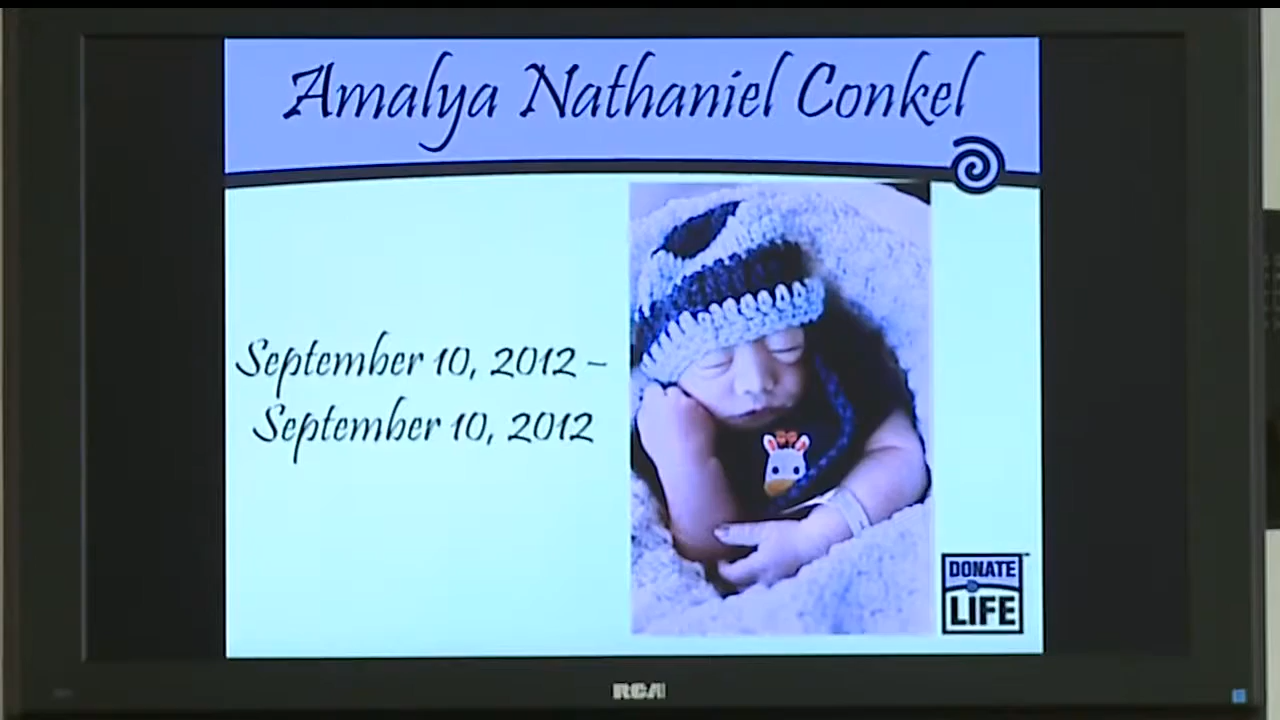 Amalya Nathaniel Conkel
September 10, 2012 –
September 10, 2012
DONATE
LIFE
RCA